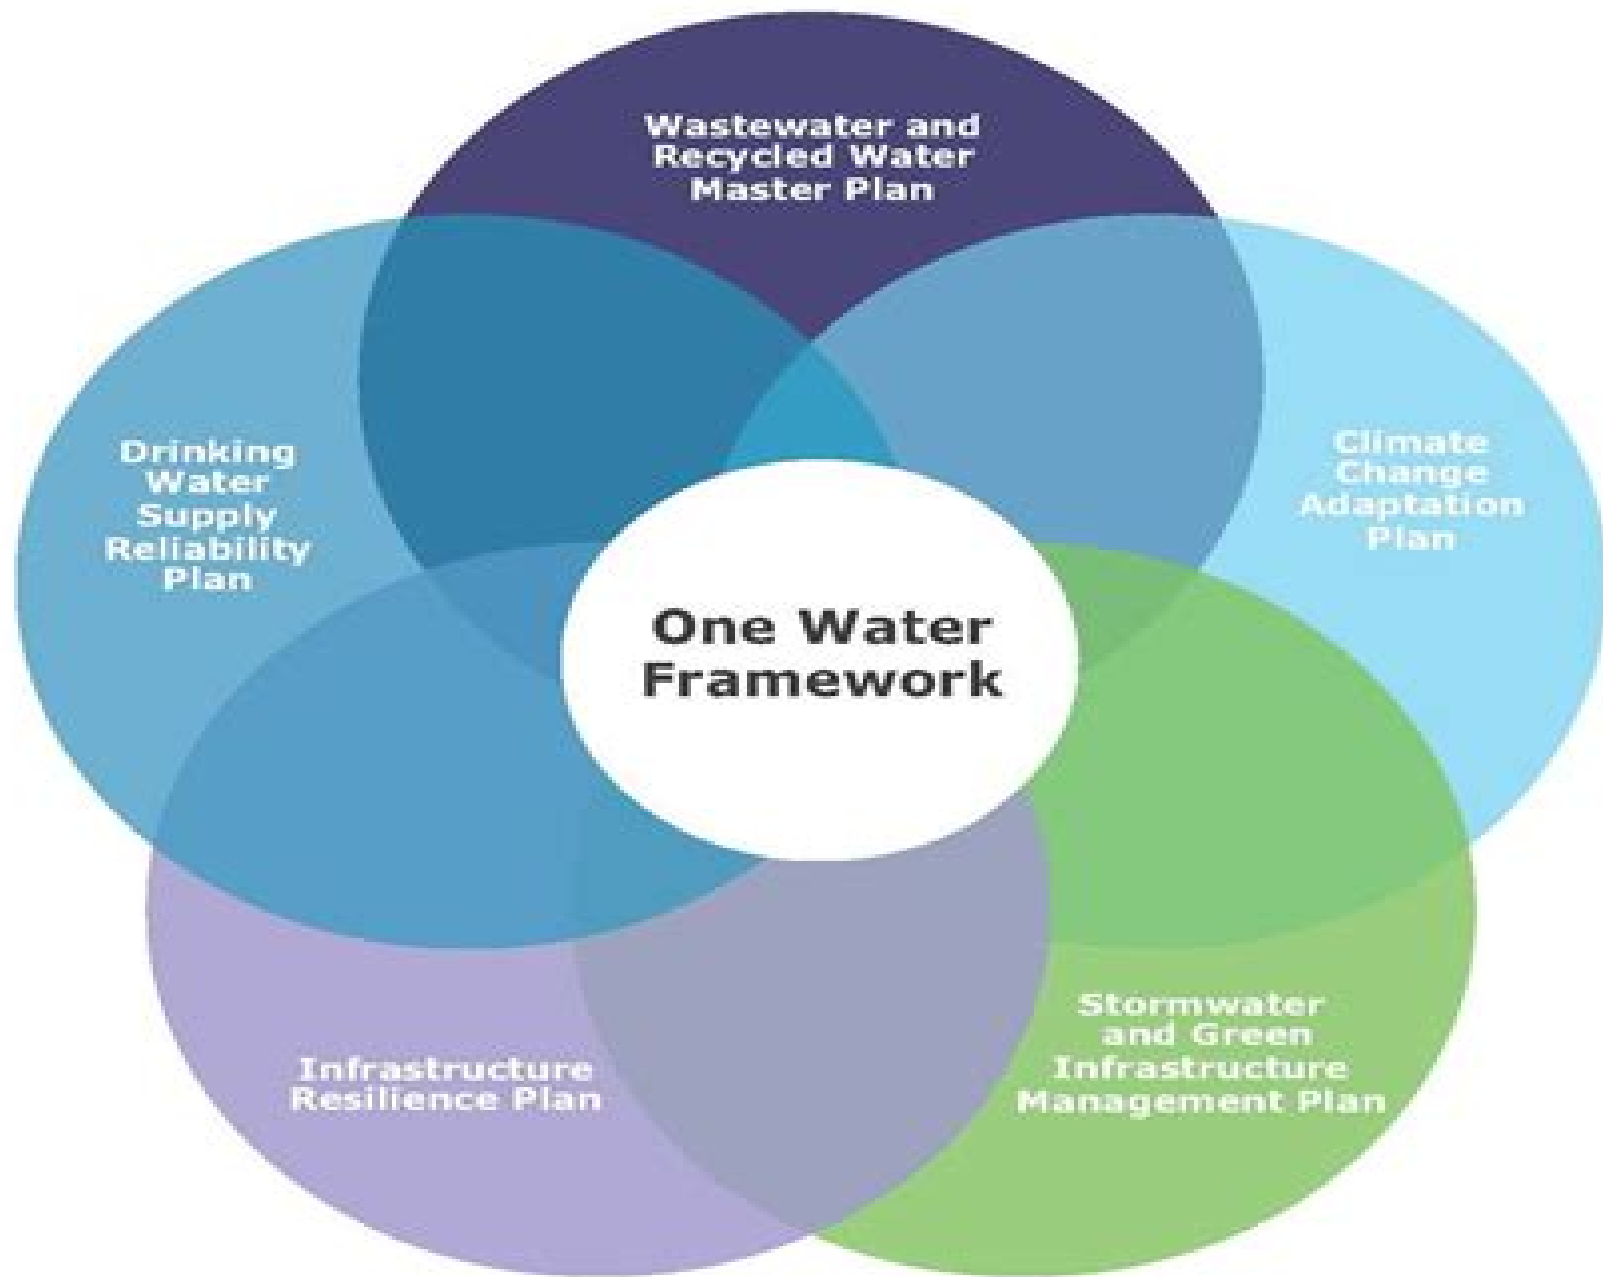 Wastewater and
Recycled Water
Master Plan
Drinking
Water
Supply
Reliability
Plan
Climate
Change
Adaptation
Plan
One Water
Framework
Infrastructure
Resilience Plan
Stormwater
and Green
Infrastructure
Management Plan